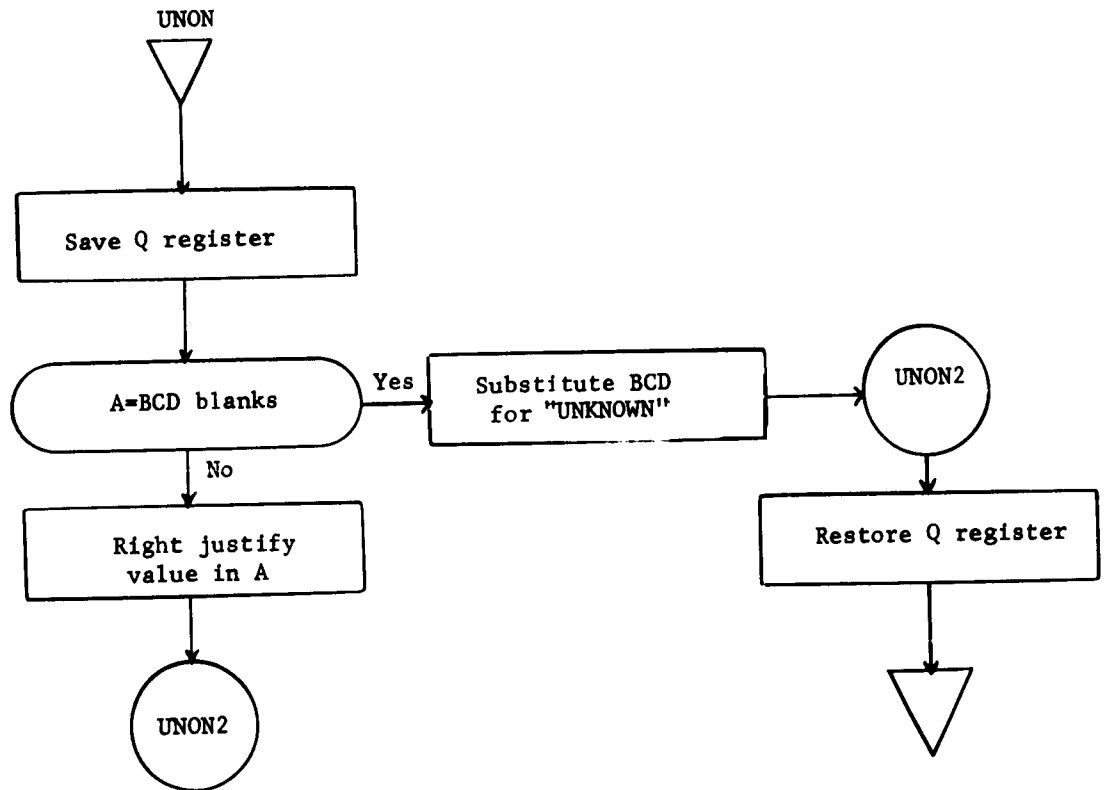 UNON
Save Q register
A=BCD blanks
Yes
Substitute BCD
for "UNKNOWN"
UNON2
No
Right justify
value in A
Restore Q register
UNON2